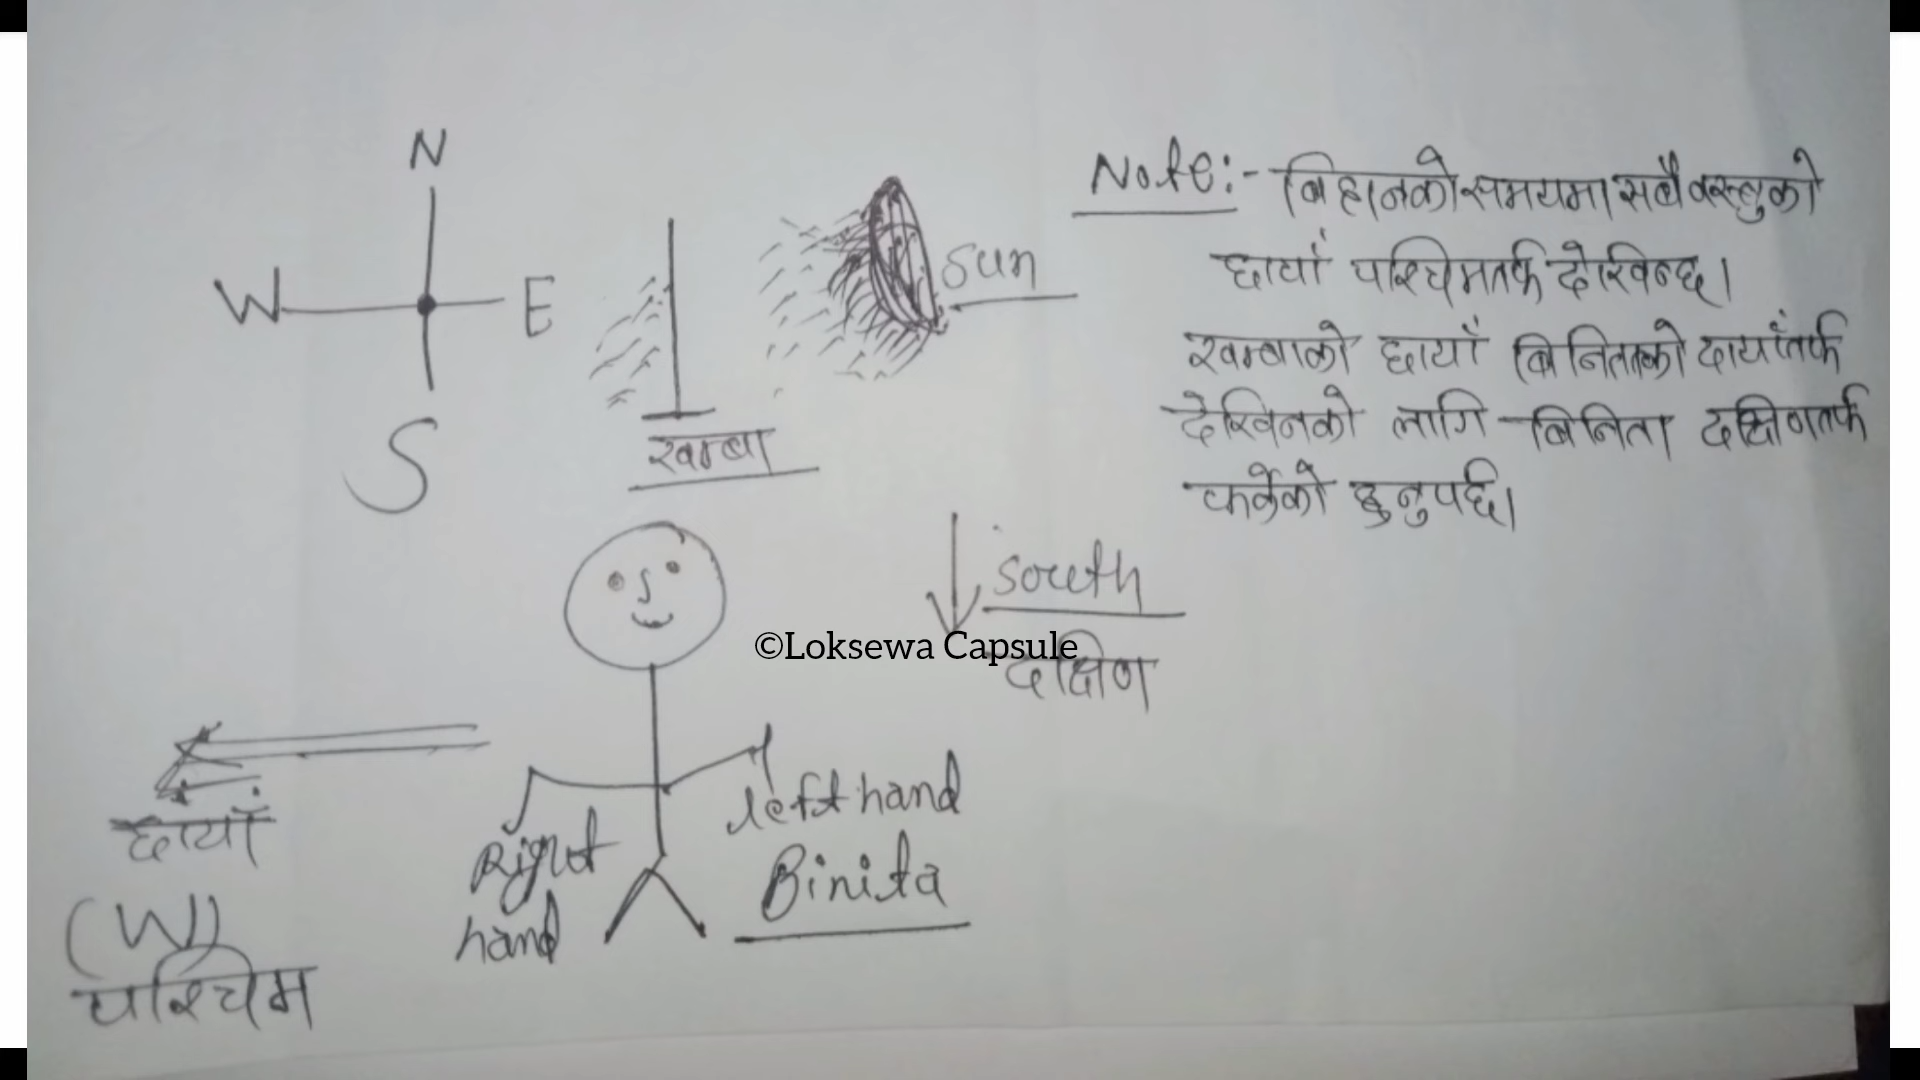 N
W
E
S
खम्बा
sun
Note:- बिहानको समयमा सबै वस्तुको
छायाँ पश्चिमतर्फ देखिन्छ।
खम्बाको छायाँ बिनिताको दायाँतर्फ
देखिनको लागि बिनिता दक्षिणतर्फ
फर्केको हुनुपर्छ।
south
©Loksewa Capsule
दक्षिण
left hand
Right
hand
Binita
छायाँ
(W)
पश्चिम